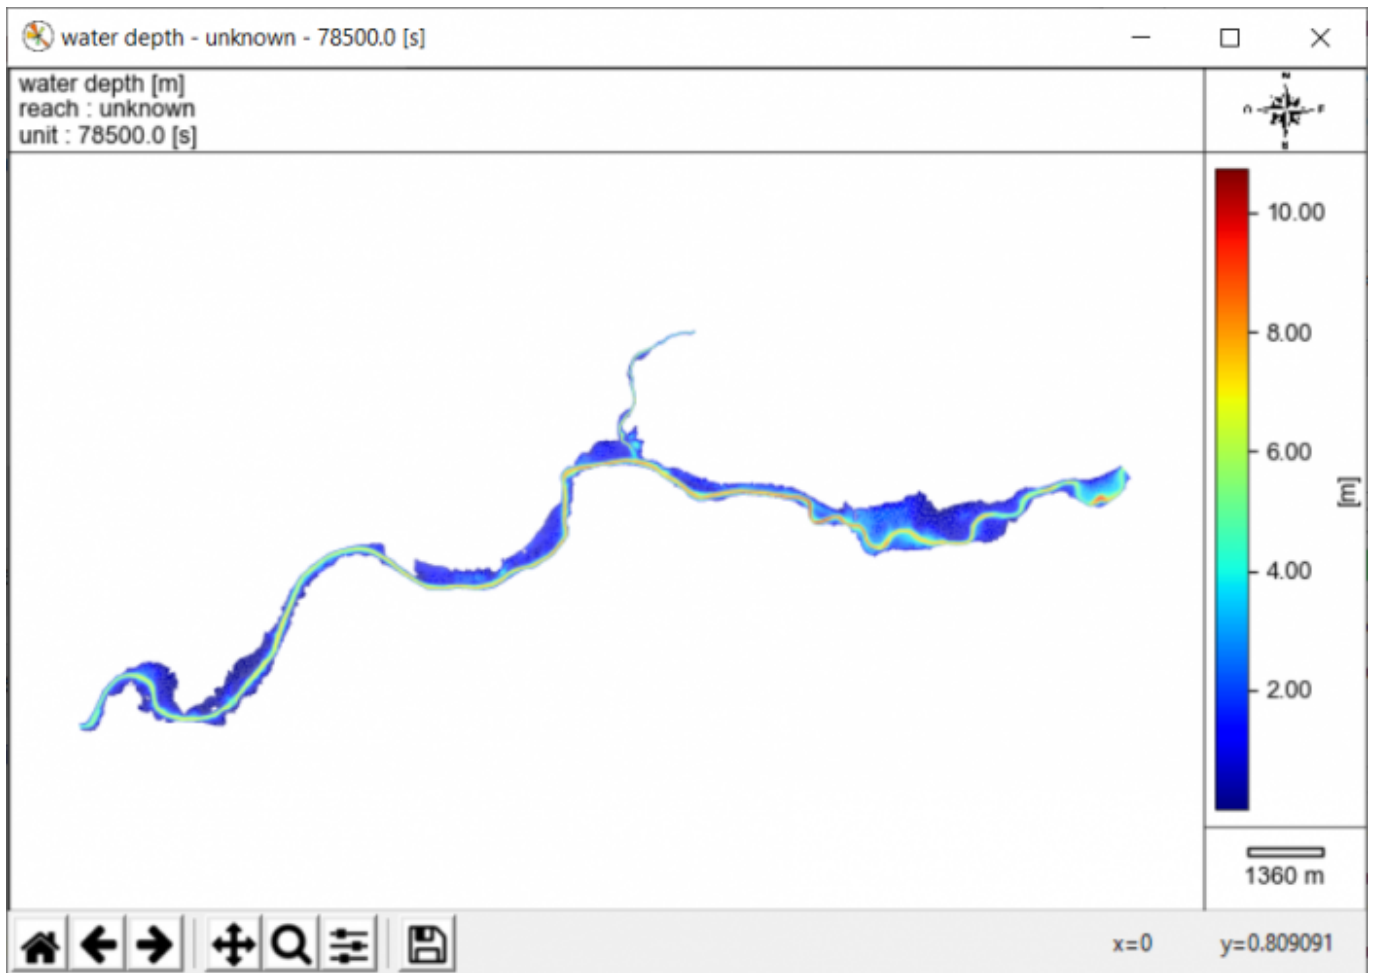 water depth - unknown - 78500.0 [s]
water depth [m]
reach : unknown
unit : 78500.0 [s]
N
O
E
S
10.00
8.00
6.00
4.00
2.00
[m]
1360 m
x=0 y=0.809091